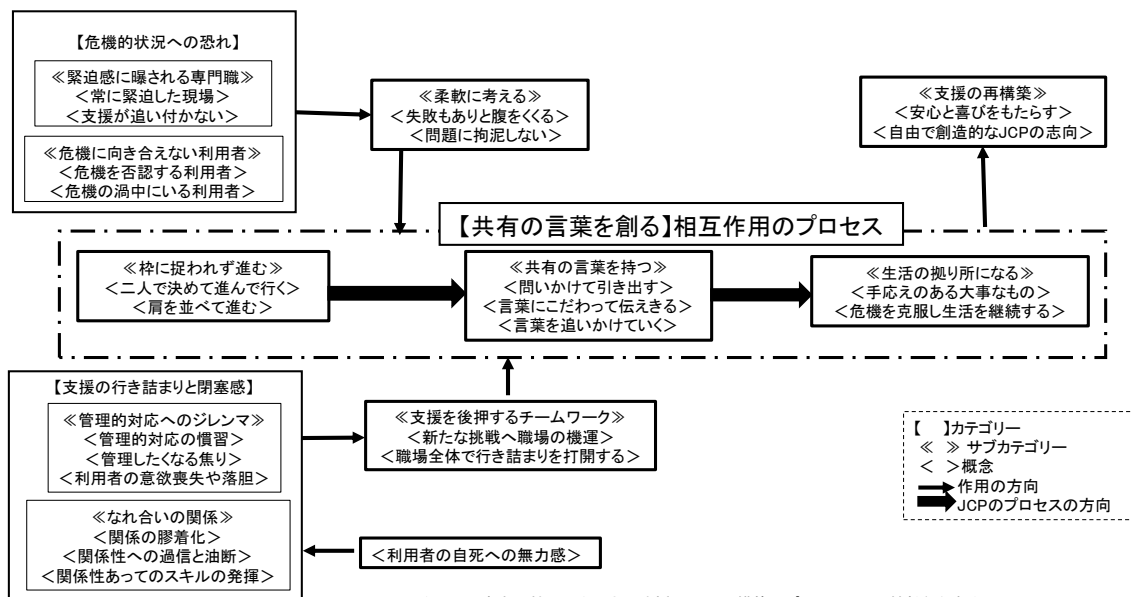 【危機的状況への恐れ】
≪緊迫感に曝される専門職≫
＜常に緊迫した現場＞
＜支援が追い付かない＞
≪危機に向き合えない利用者≫
＜危機を否認する利用者＞
＜危機の渦中にいる利用者＞
≪柔軟に考える≫
＜失敗もありと腹をくくる＞
＜問題に拘泥しない＞
≪支援の再構築≫
＜安心と喜びをもたらす＞
＜自由で創造的なJCPの志向＞
【共有の言葉を創る】相互作用のプロセス
≪枠に捉われず進む≫
＜二人で決めて進んで行く＞
＜肩を並べて進む＞
≪共有の言葉を持つ≫
＜問いかけて引き出す＞
＜言葉にこだわって伝えきる＞
＜言葉を追いかけていく＞
≪生活の拠り所になる≫
＜手応えのある大事なもの＞
＜危機を克服し生活を継続する＞
【支援の行き詰まりと閉塞感】
≪管理的対応へのジレンマ≫
＜管理的対応の慣習＞
＜管理したくなる焦り＞
＜利用者の意欲喪失や落胆＞
≪なれ合いの関係≫
＜関係の膠着化＞
＜関係性への過信と油断＞
＜関係性あってのスキルの発揮＞
≪支援を後押するチームワーク≫
＜新たな挑戦へ職場の機運＞
＜職場全体で行き詰まりを打開する＞
＜利用者の自死への無力感＞
【　】カテゴリー
≪　≫ サブカテゴリー
＜　＞概念
作用の方向
JCPのプロセスの方向